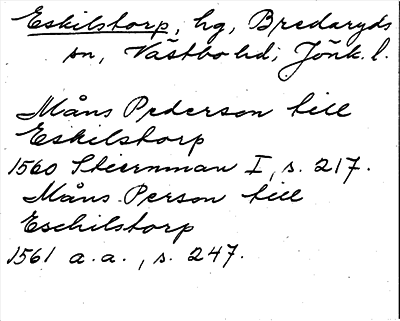 Eskilstorp, hg, Bredaryds
sn, Västbo hd; Jönk. l.
Måns Pederson till
Eskilstorp
1560 Stiernman I, s. 217.
Måns Person till
Eschilstorp
1561 a.a., s. 247.